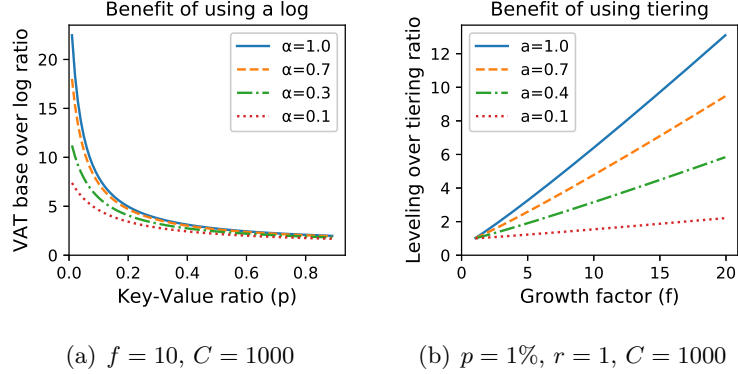 Benefit of using a log
VAT base over log ratio
20
15
10
5
0
α=1.0
α=0.7
α=0.3
α=0.1
0.0
0.2
0.4
0.6
0.8
Key-Value ratio (p)
(a) f = 10, C = 1000
Benefit of using tiering
Leveling over tiering ratio
12
10
8
6
4
2
0
a=1.0
a=0.7
a=0.4
a=0.1
0
5
10
15
20
Growth factor (f)
(b) p = 1%, r = 1, C = 1000